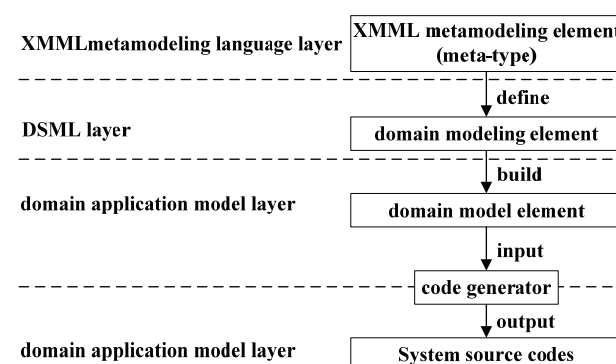 XMMLmetamodeling language layer
XMML metamodeling element
(meta-type)
define
DSML layer
domain modeling element
build
domain application model layer
domain model element
input
code generator
output
domain application model layer
System source codes